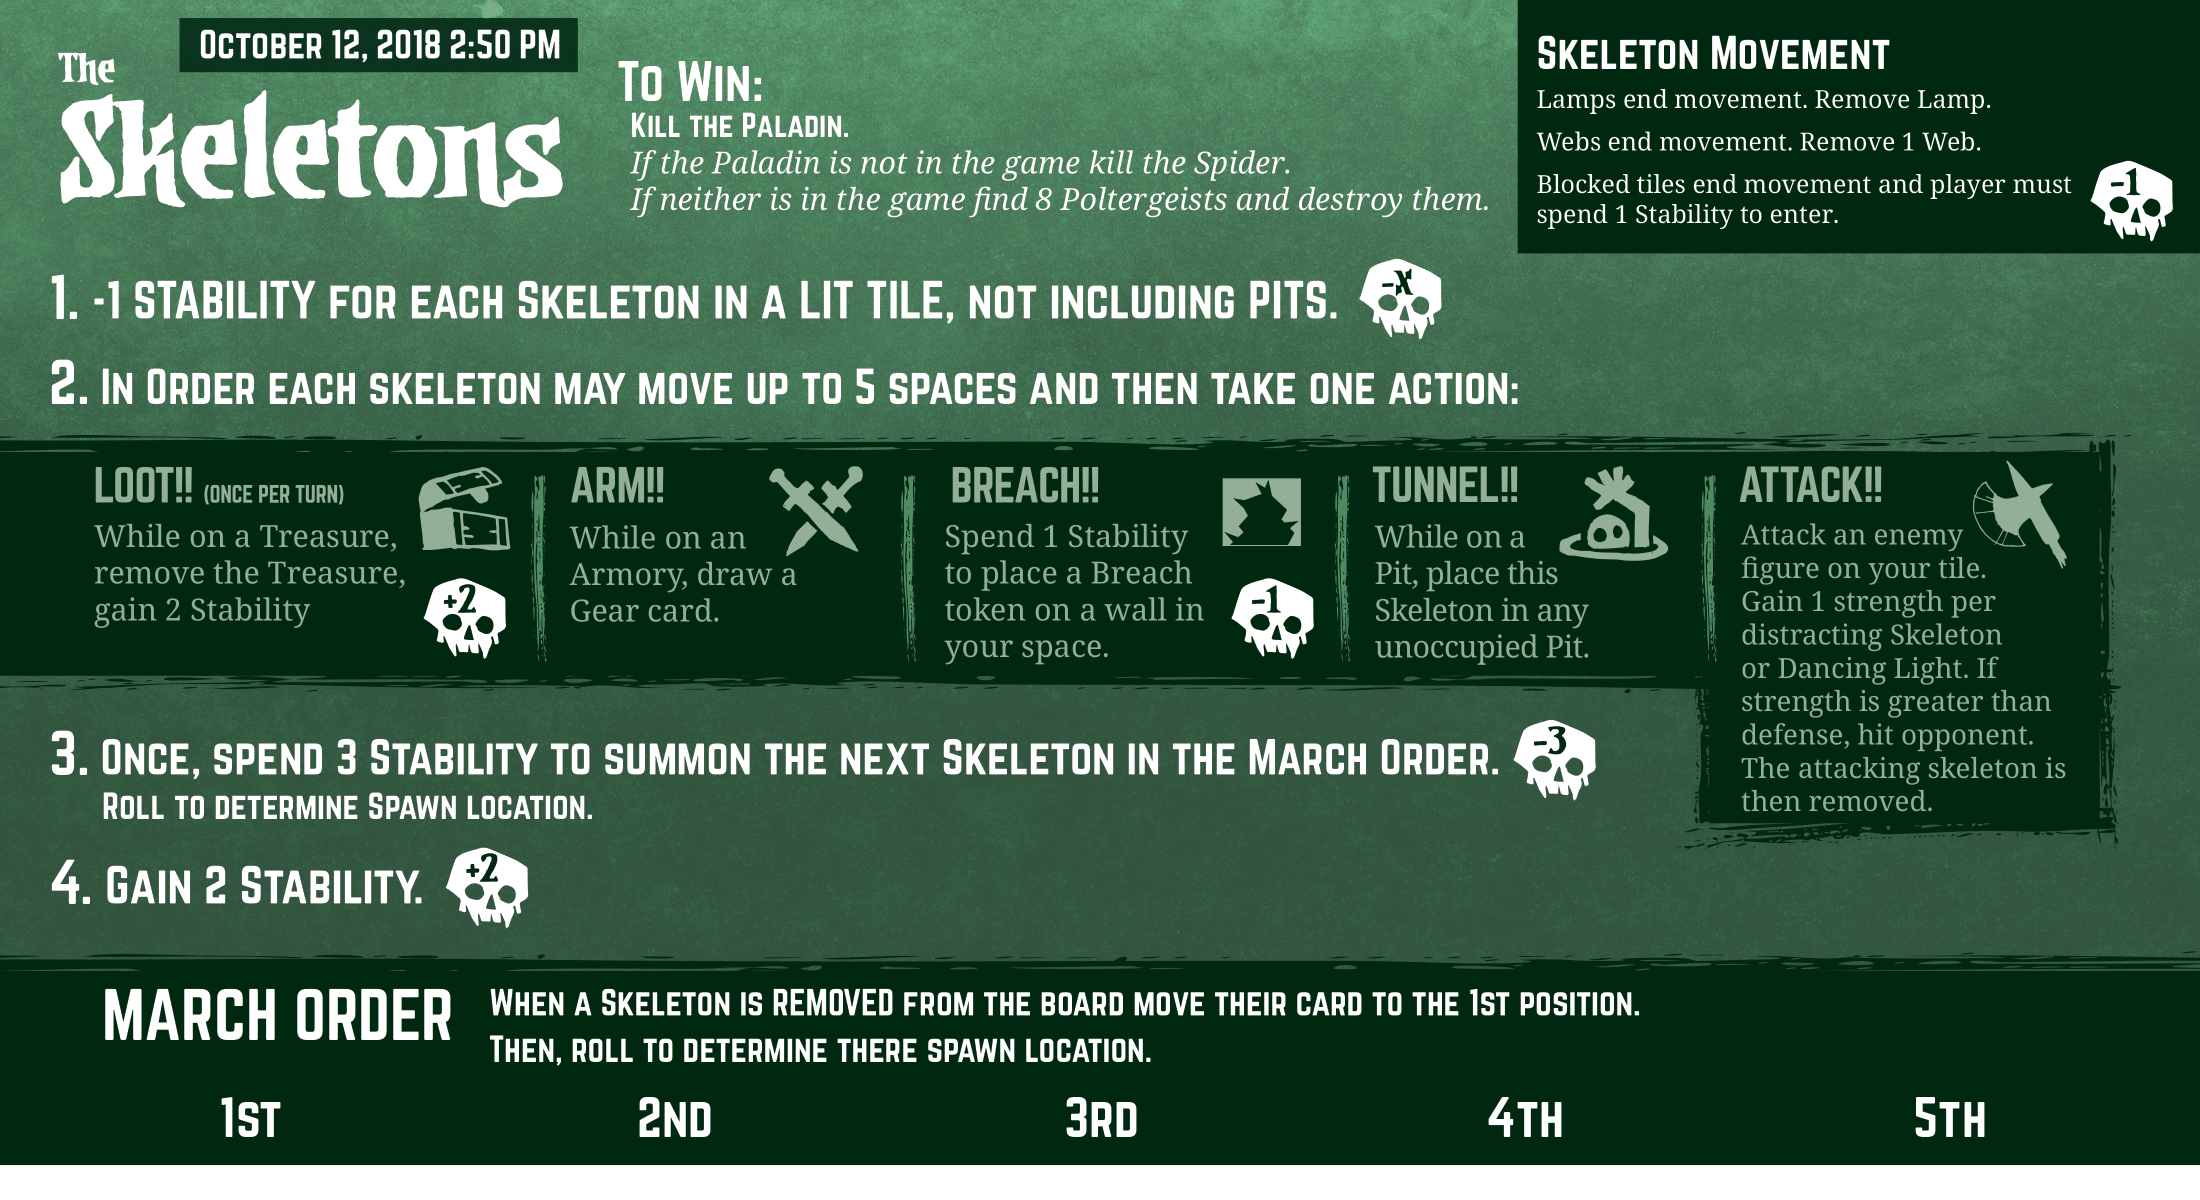 October 12, 2018 2:50 PM
The
Skeletons
To Win:
Kill the Paladin.
If the Paladin is not in the game kill the Spider.
If neither is in the game find 8 Poltergeists and destroy them.
Skeleton Movement
Lamps end movement. Remove Lamp.
Webs end movement. Remove 1 Web.
Blocked tiles end movement and player must
spend 1 Stability to enter.
-1
1. -1 STABILITY for each Skeleton in a LIT TILE, not including PITS.
-X
2. In Order each skeleton may move up to 5 spaces and then take one action:
LOOT!! (ONCE PER TURN)
While on a Treasure,
remove the Treasure,
gain 2 Stability
+2
ARM!!
While on an
Armory, draw a
Gear card.
BREACH!!
Spend 1 Stability
to place a Breach
token on a wall in
your space.
-1
TUNNEL!!
While on a
Pit, place this
Skeleton in any
unoccupied Pit.
ATTACK!!
Attack an enemy
figure on your tile.
Gain 1 strength per
distracting Skeleton
or Dancing Light. If
strength is greater than
defense, hit opponent.
The attacking skeleton is
then removed.
3. Once, spend 3 Stability to summon the next Skeleton in the March Order.
-3
Roll to determine Spawn location.
4. Gain 2 Stability.
+2
MARCH ORDER
When a Skeleton is REMOVED from the board move their card to the 1st position.
Then, roll to determine there spawn location.
1st
2nd
3rd
4th
5th